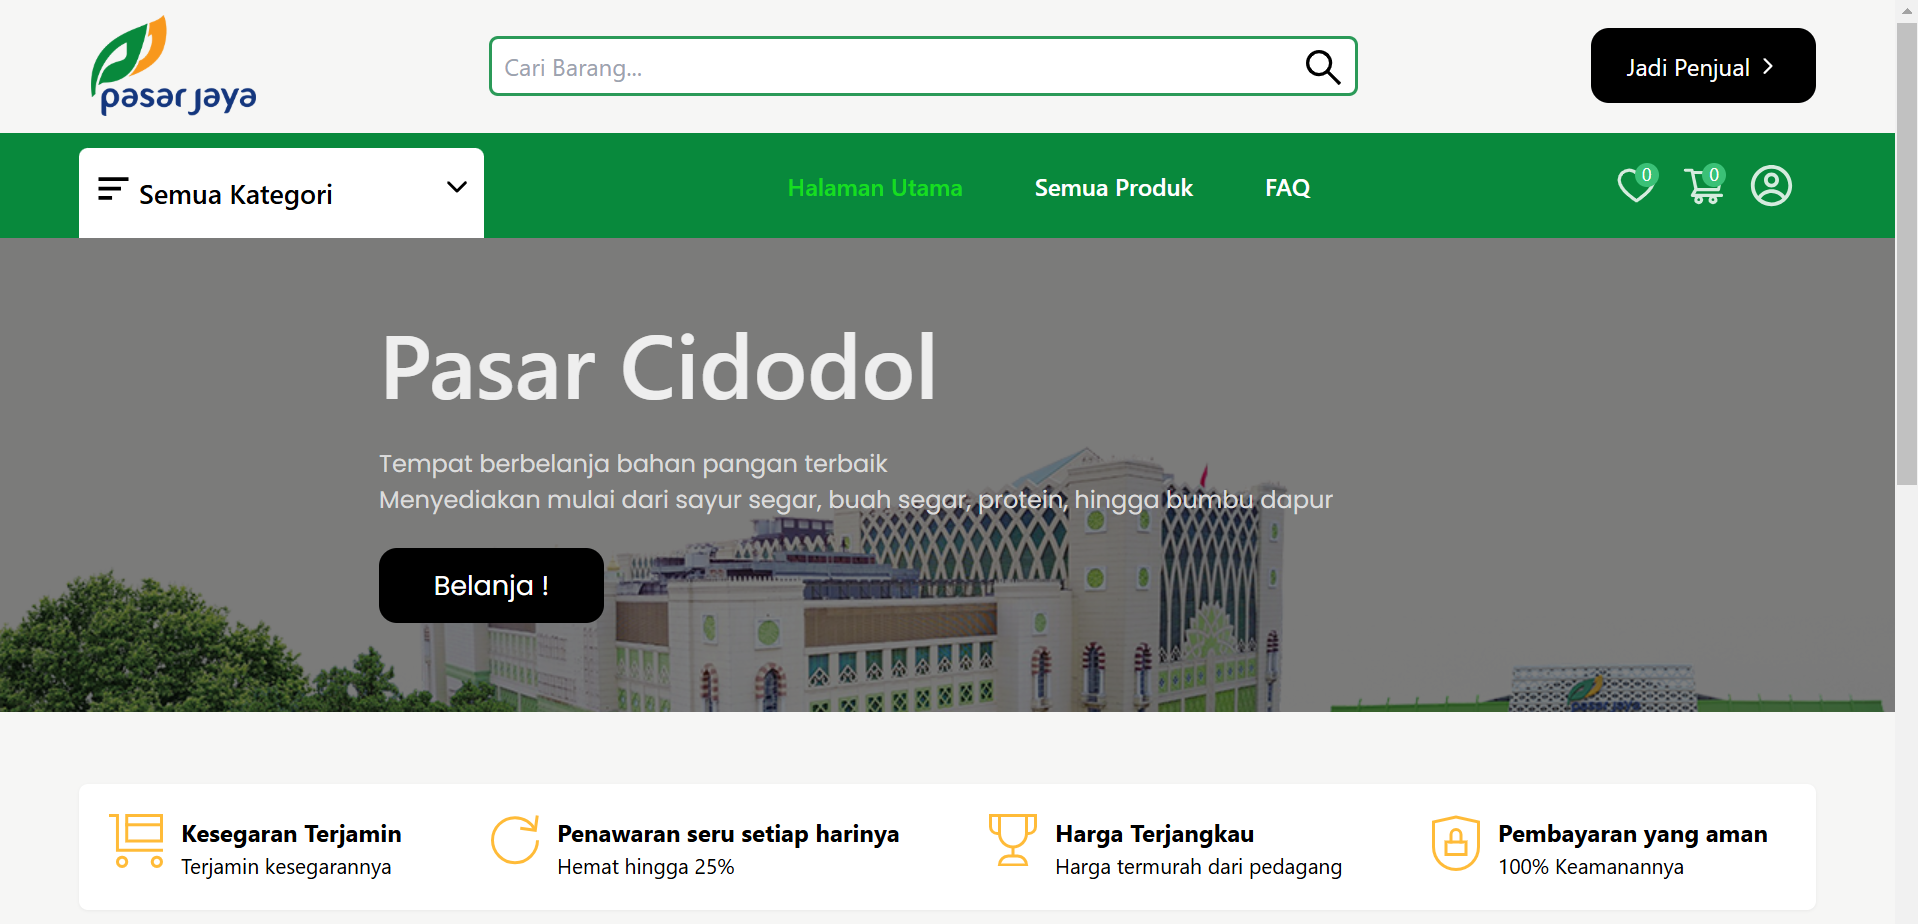 pasar jaya
Cari Barang...
Jadi Penjual
Semua Kategori
Halaman Utama
Semua Produk
FAQ
0
0
Pasar Cidodol
Tempat berbelanja bahan pangan terbaik
Menyediakan mulai dari sayur segar, buah segar, protein, hingga bumbu dapur
Belanja !
Kesegaran Terjamin
Terjamin kesegarannya
Penawaran seru setiap harinya
Hemat hingga 25%
Harga Terjangkau
Harga termurah dari pedagang
Pembayaran yang aman
100% Keamanannya